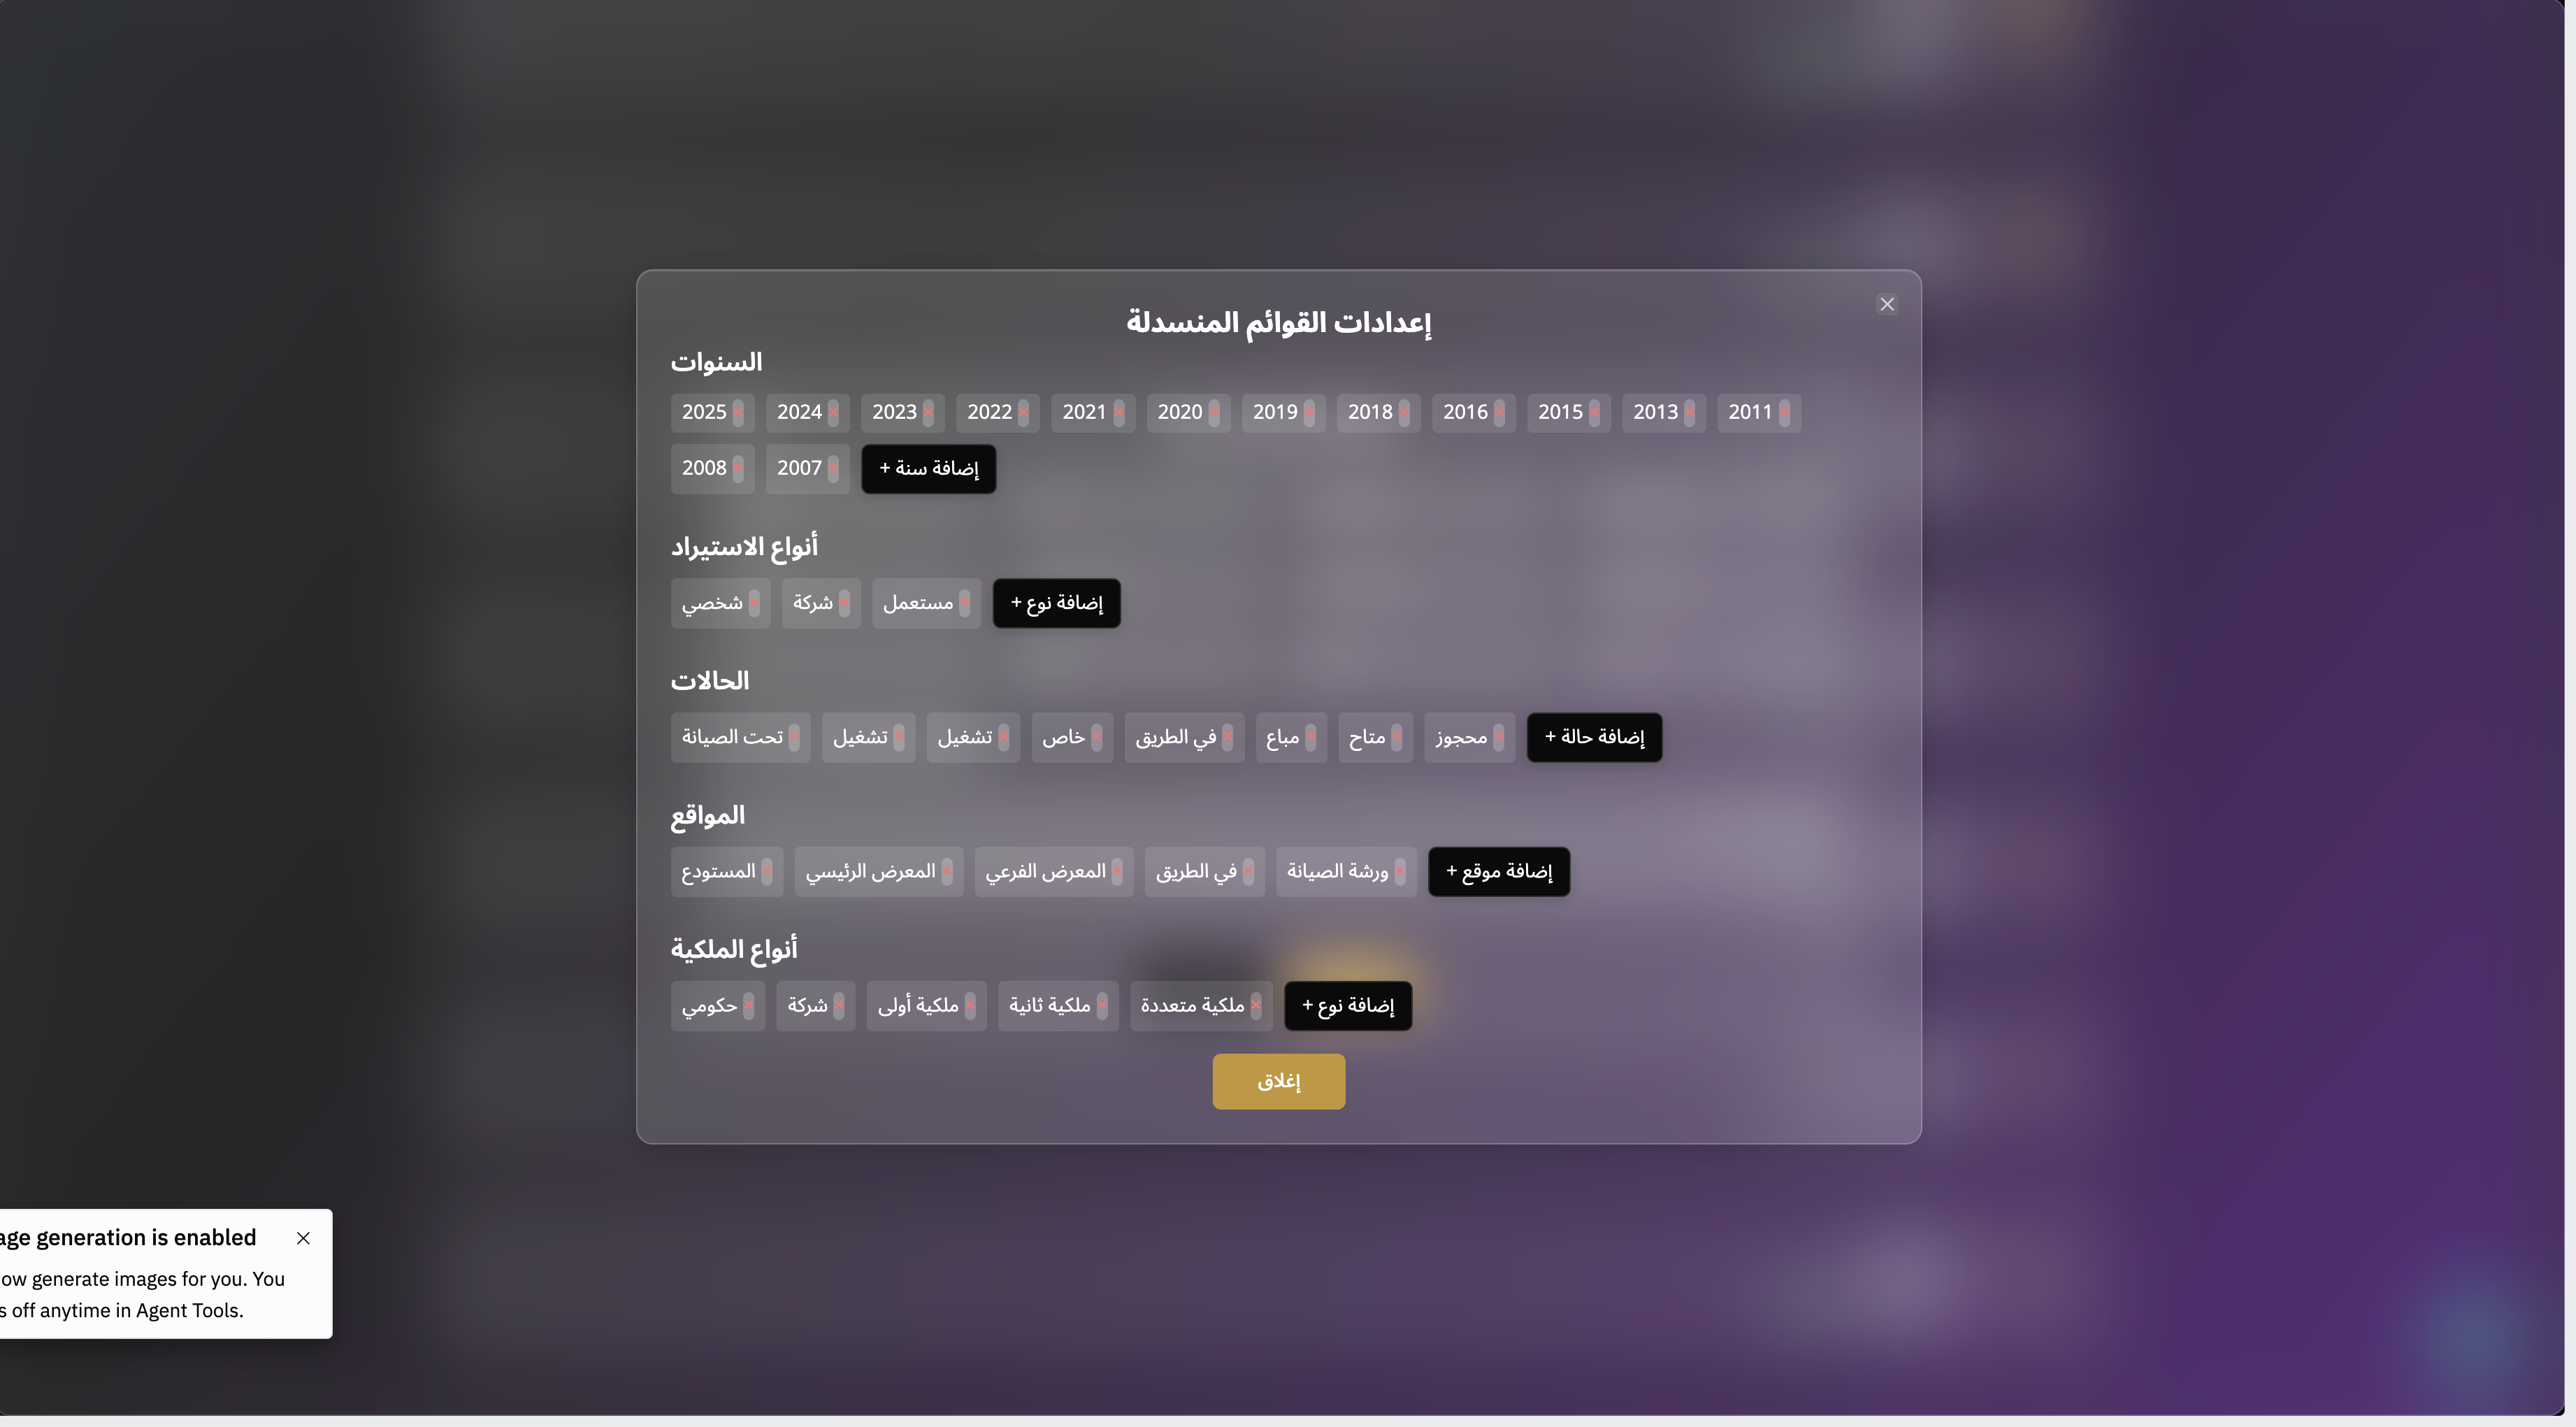 إعدادات القوائم المنسدلة
السنوات
2025 × 2024 × 2023 × 2022 × 2021 × 2020 × 2019 × 2018 × 2016 × 2015 × 2013 × 2011 ×
2008 × 2007 × إضافة سنة +
أنواع الاستيراد
شخصي × شركة × مستعمل × إضافة نوع +
الحالات
تحت الصيانة × تشغيل × تشغيل × خاص × في الطريق × مباع × متاح × محجوز × إضافة حالة +
المواقع
المستودع × المعرض الرئيسي × المعرض الفرعي × في الطريق × ورشة الصيانة × إضافة موقع +
أنواع الملكية
حكومي × شركة × ملكية أولى × ملكية ثانية × ملكية متعددة × إضافة نوع +
إغلاق
age generation is enabled
ow generate images for you. You
s off anytime in Agent Tools.